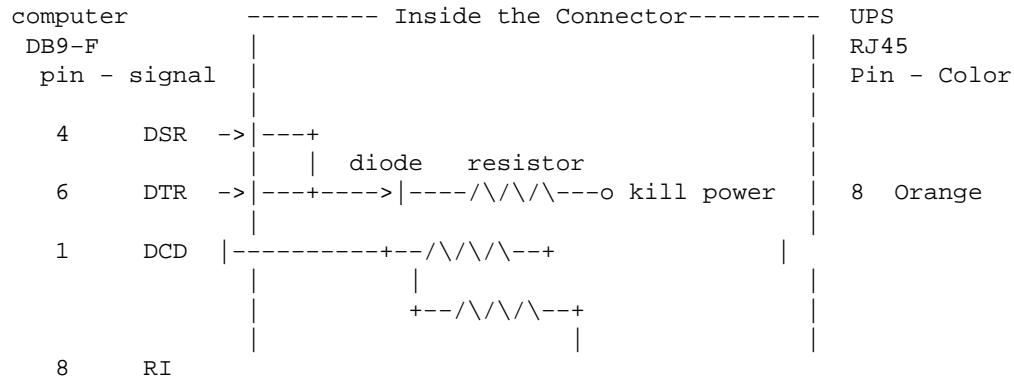 computer --------- Inside the Connector--------- UPS
DB9-F | | RJ45
pin - signal | | Pin - Color
| |
4 DSR ->|---+ |
| | diode resistor |
6 DTR ->|---+---->|----/\/\/\---o kill power | 8 Orange
| |
1 DCD |----------+--/\/\/\--+ |
| | |
| +--/\/\/\--+ |
| | |
8 RI